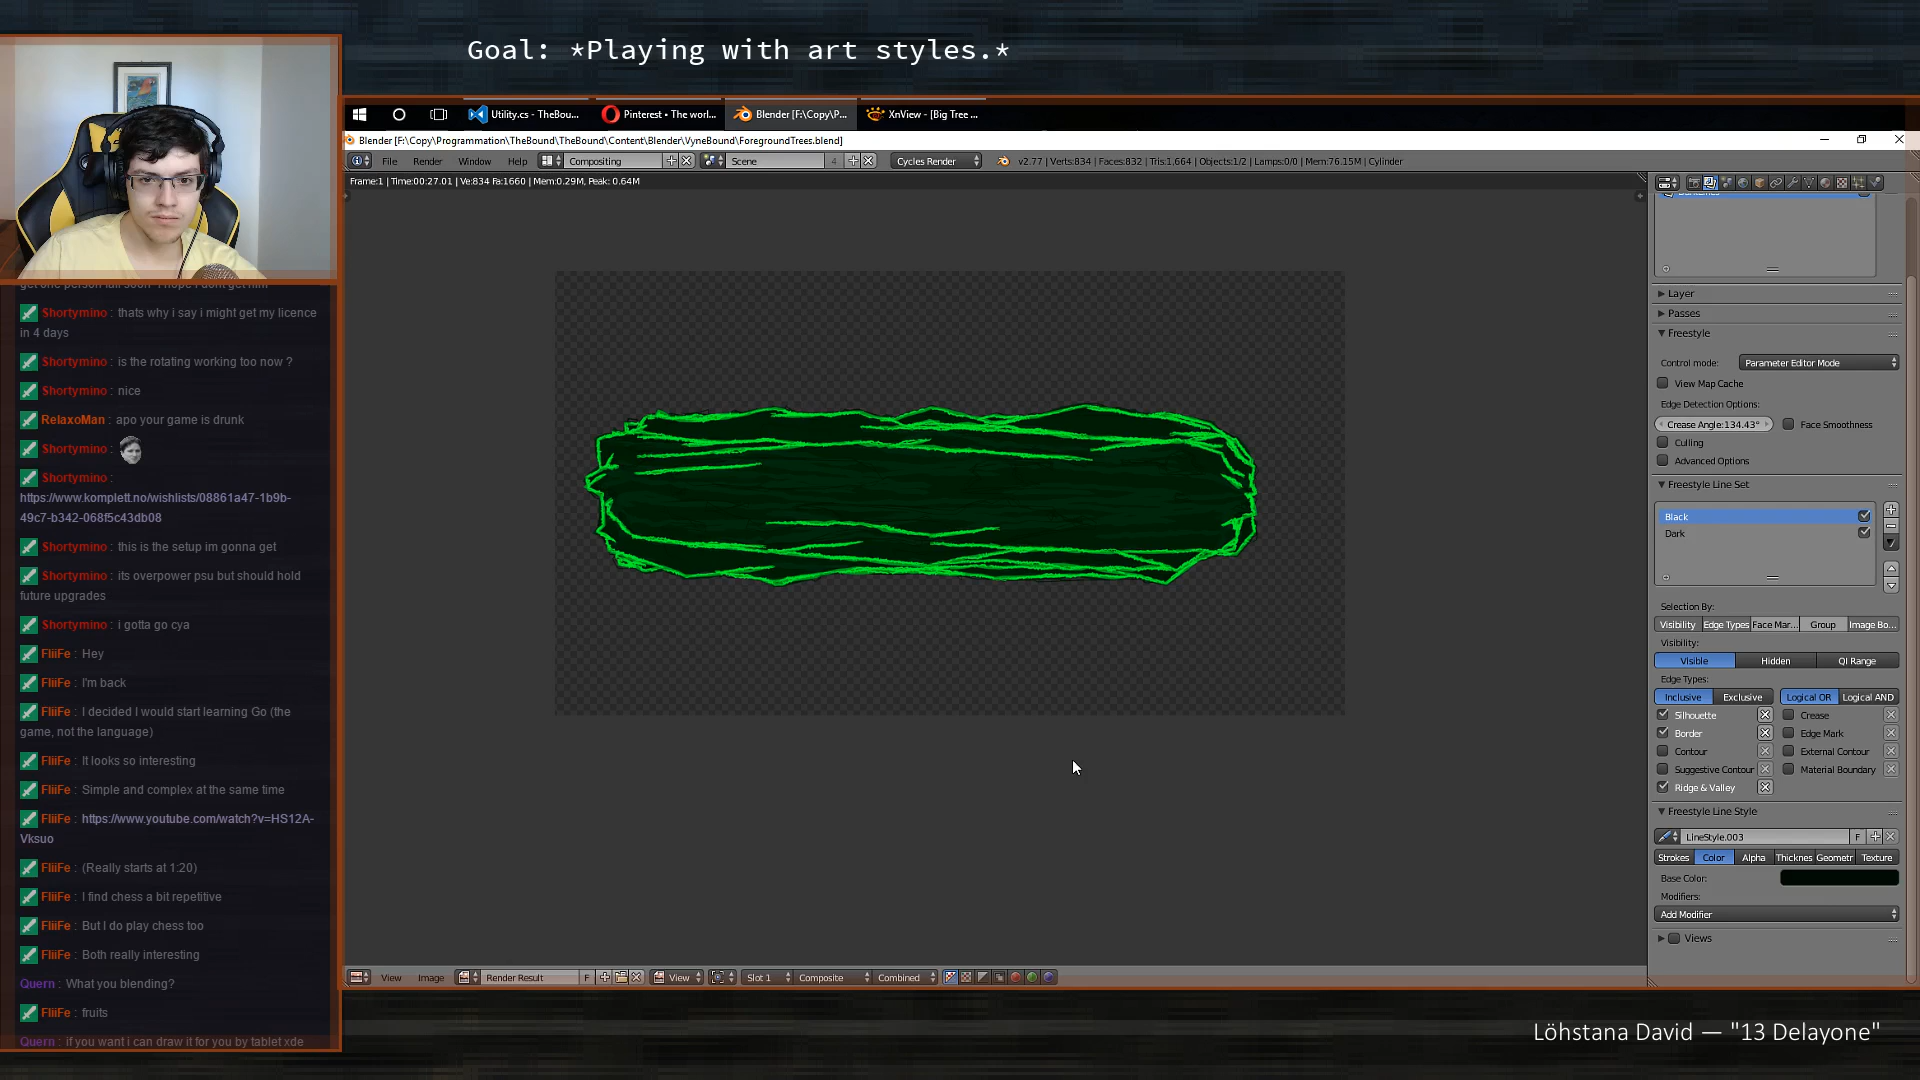 Goal: *Playing with art styles.*
Utility.cs - TheBou...
Pinterest • The worl...
Blender [F:\Copy\P...
XnView - [Big Tree ...
Blender [F:\Copy\Programmation\TheBound\TheBound\Content\Blender\VyneBound\ForegroundTrees.blend]
File Render Window Help Compositing Scene 4 Cycles Render v2.77 | Verts:834 | Faces:832 | Tris:1,664 | Objects:1/2 | Lamps:0/0 | Mem:76.15M | Cylinder
Frame:1 | Time:00:27.01 | Ve:834 Fa:1660 | Mem:0.29M, Peak: 0.64M
Shortymino : thats why i say i might get my licence
in 4 days
Shortymino : is the rotating working too now ?
Shortymino : nice
RelaxoMan : apo your game is drunk
Shortymino :
Shortymino :
https://www.komplett.no/wishlists/08861a47-1b9b-
49c7-b342-068f5c43db08
Shortymino : this is the setup im gonna get
Shortymino : its overpower psu but should hold
future upgrades
Shortymino : i gotta go cya
FliiFe : Hey
FliiFe : I'm back
FliiFe : I decided I would start learning Go (the
game, not the language)
FliiFe : It looks so interesting
FliiFe : Simple and complex at the same time
FliiFe : https://www.youtube.com/watch?v=HS12A-
Vksuo
FliiFe : (Really starts at 1:20)
FliiFe : I find chess a bit repetitive
FliiFe : But I do play chess too
FliiFe : Both really interesting
Quern : What you blending?
FliiFe : fruits
Quern : if you want i can draw it for you by tablet xde
Layer
Passes
Freestyle
Control mode: Parameter Editor Mode
View Map Cache
Edge Detection Options:
Crease Angle:134.43° Face Smoothness
Culling
Advanced Options
Freestyle Line Set
Black
Dark
Selection By:
Visibility Edge Types Face Mar... Group Image Bo...
Visibility:
Visible Hidden QI Range
Edge Types:
Inclusive Exclusive Logical OR Logical AND
Silhouette Crease
Border Edge Mark
Contour External Contour
Suggestive Contour Material Boundary
Ridge & Valley
Freestyle Line Style
LineStyle.003 F
Strokes Color Alpha Thicknes Geometr Texture
Base Color:
Modifiers:
Add Modifier
Views
View Image Render Result F View Slot 1 Composite Combined
Löhstana David — "13 Delayone"